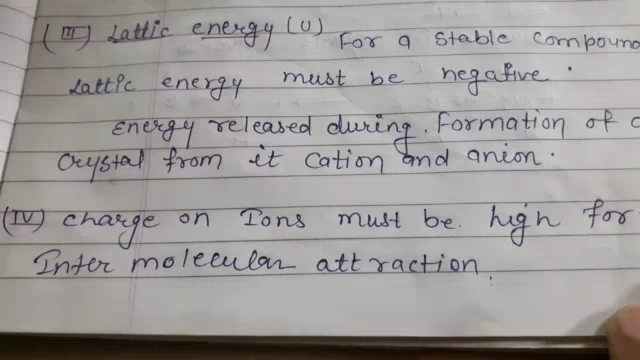 (III) Lattic energy (U) For a stable compound
Lattic energy must be negative.
Energy released during. Formation of a
crystal from it cation and anion.
(IV) charge on Ions must be. high for
Inter molecular attraction.